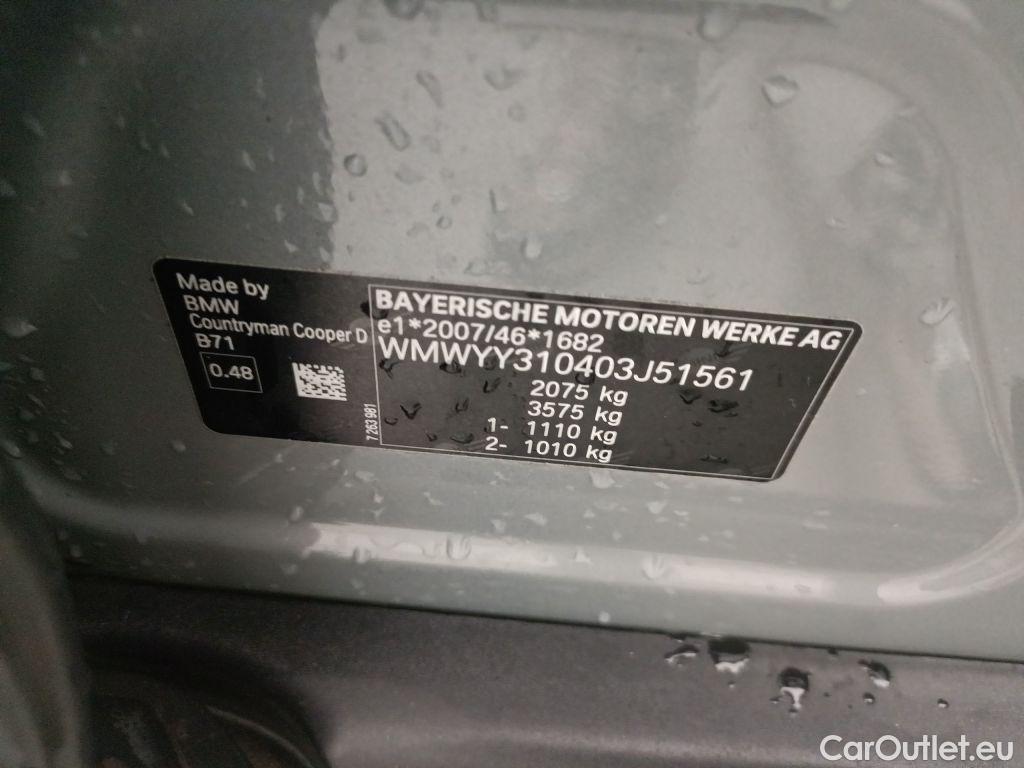 Made by
BMW
Countryman Cooper D
B71
0.48
7 263 981
BAYERISCHE MOTOREN WERKE AG
e1*2007/46*1682
WMWYY310403J51561
2075 kg
3575 kg
1- 1110 kg
2- 1010 kg
CarOutlet.eu